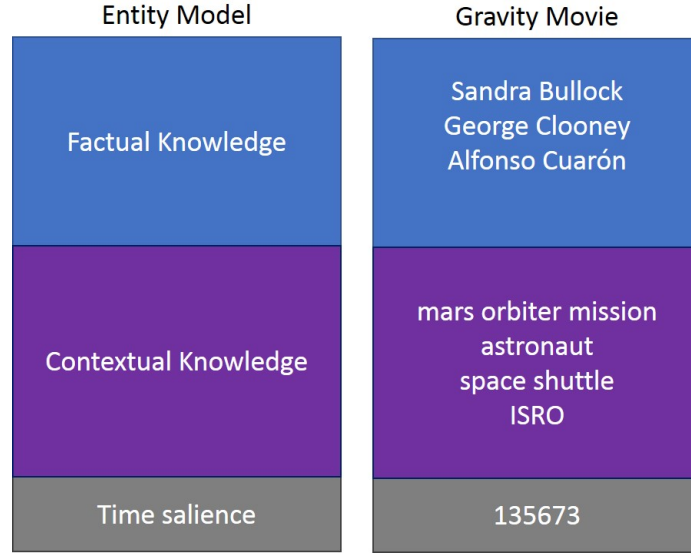 Entity Model
Gravity Movie
Factual Knowledge
Sandra Bullock
George Clooney
Alfonso Cuarón
Contextual Knowledge
mars orbiter mission
astronaut
space shuttle
ISRO
Time salience
135673